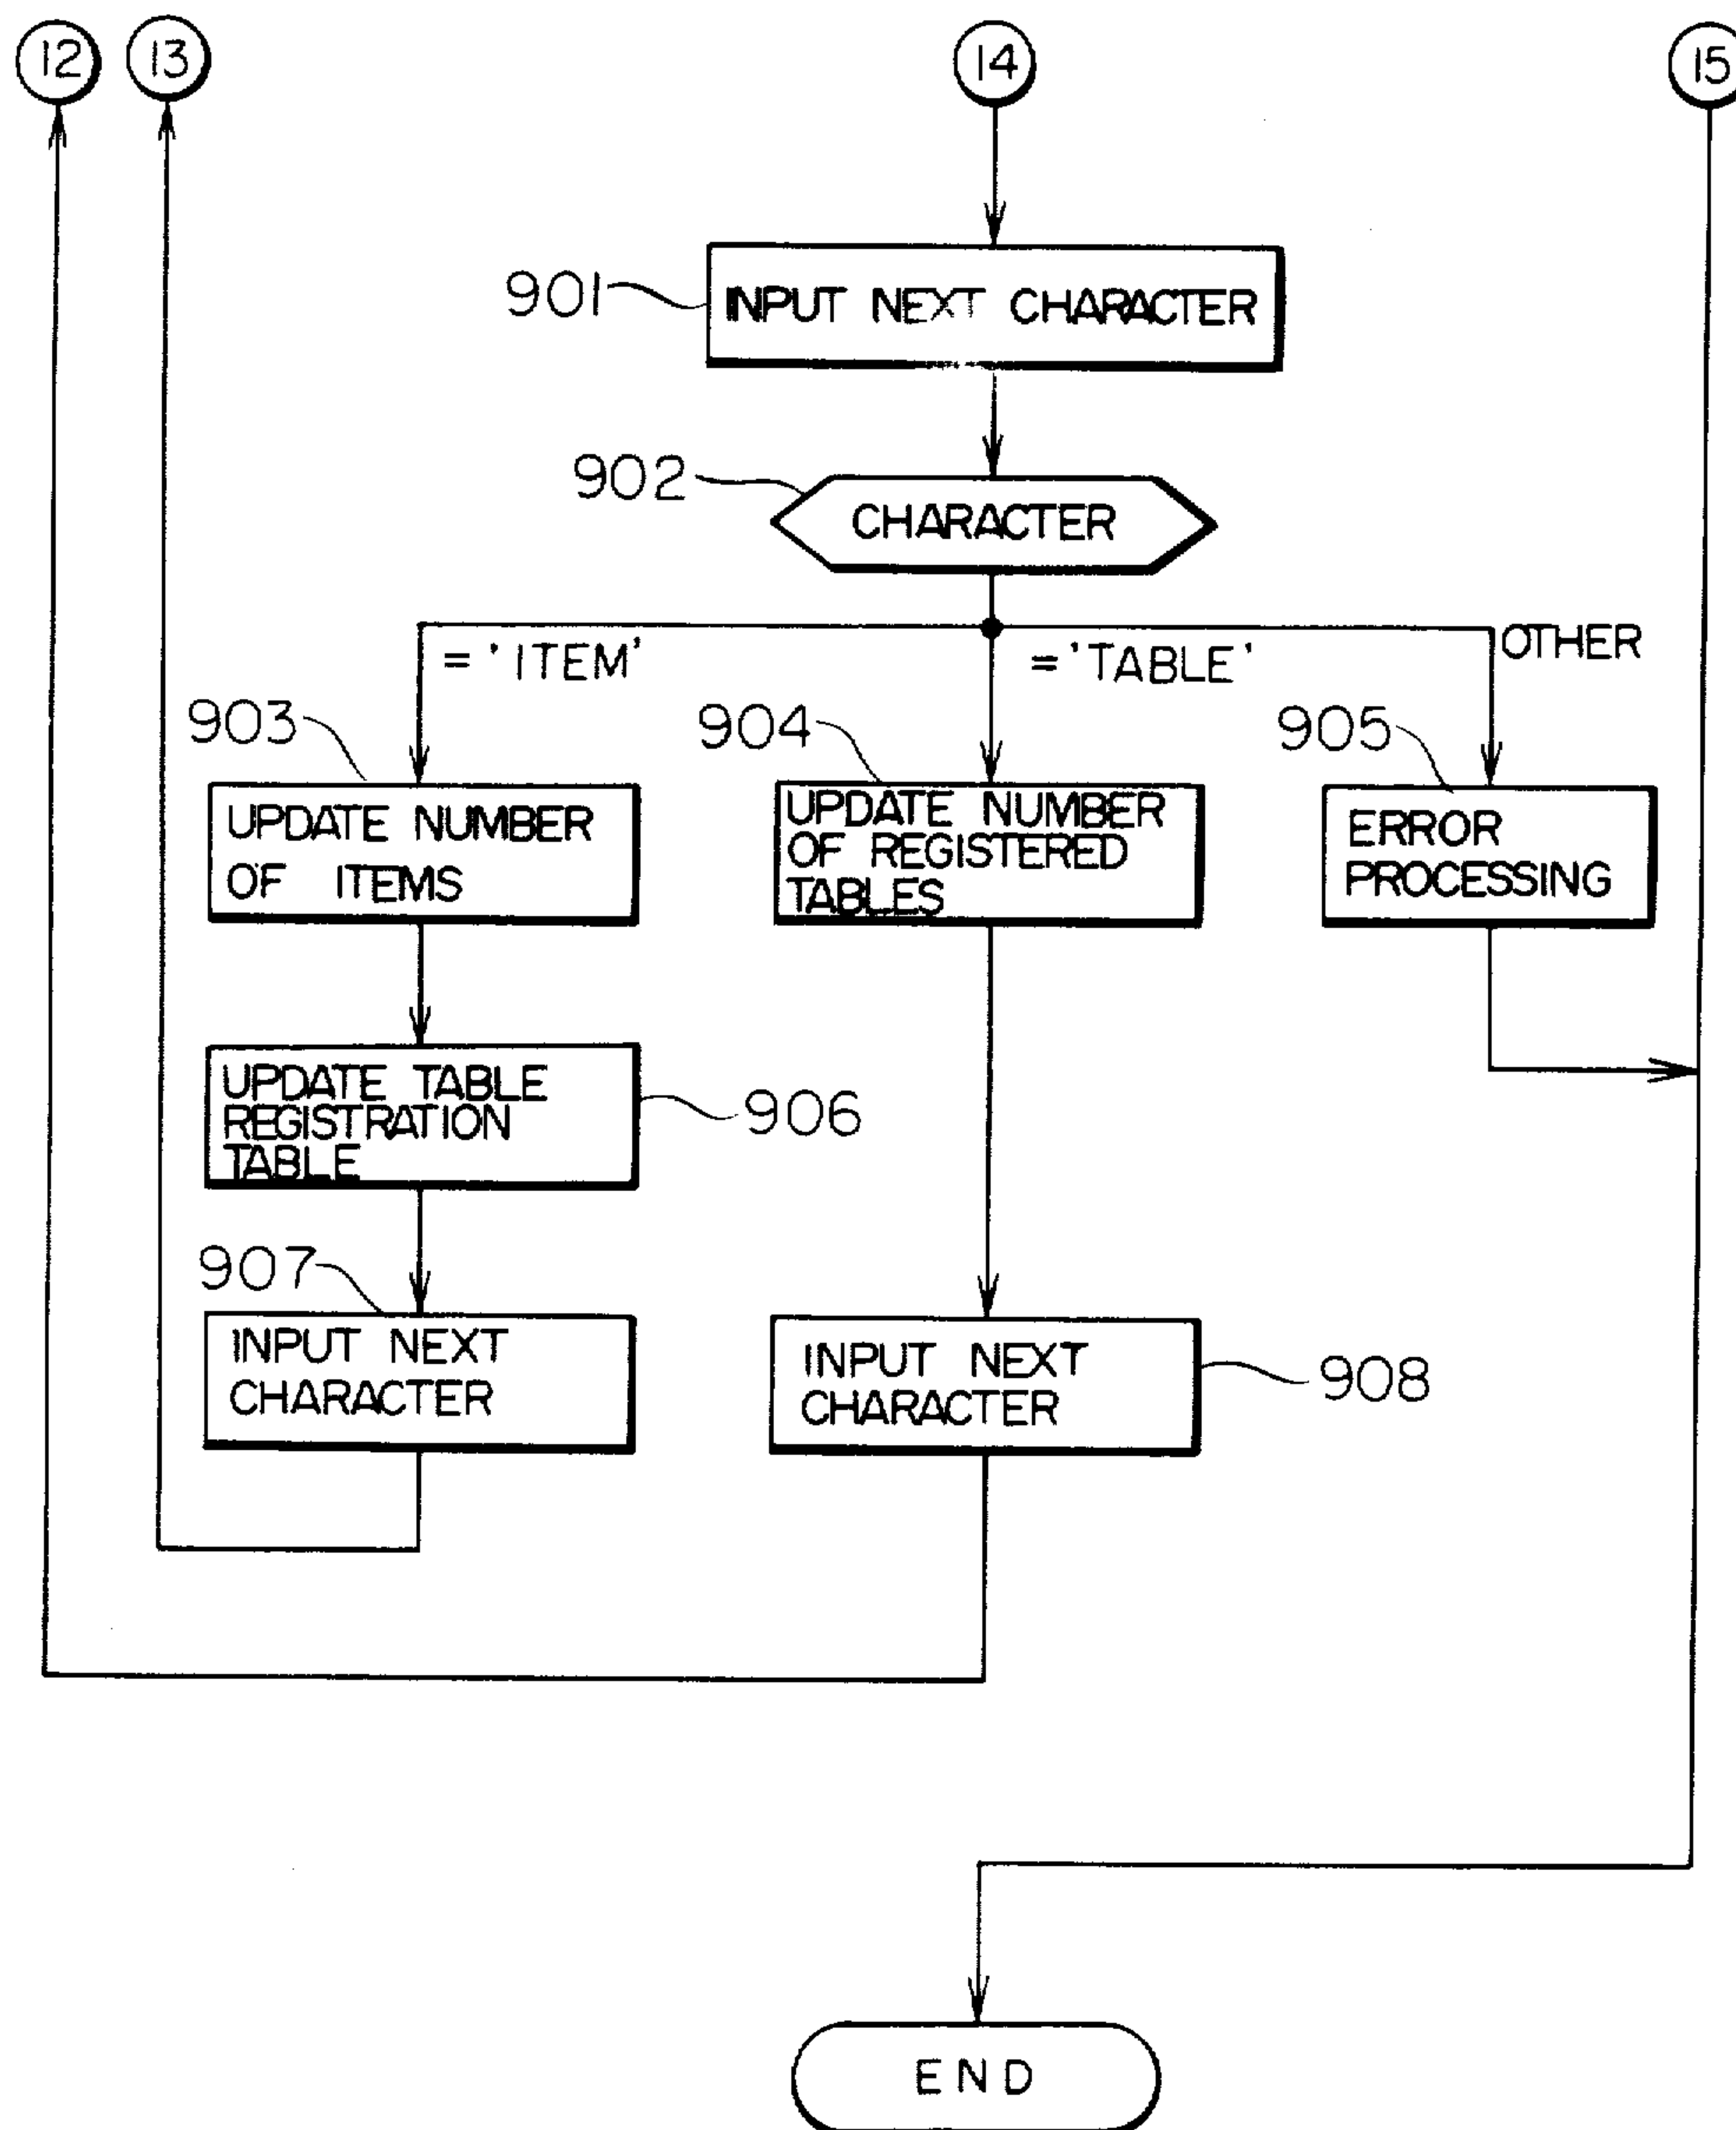 12
13
14
15
901
INPUT NEXT CHARACTER
902
CHARACTER
= 'ITEM'
= 'TABLE'
OTHER
903
UPDATE NUMBER
OF ITEMS
904
UPDATE NUMBER
OF REGISTERED
TABLES
905
ERROR
PROCESSING
UPDATE TABLE
REGISTRATION
TABLE
906
907
INPUT NEXT
CHARACTER
INPUT NEXT
CHARACTER
908
END